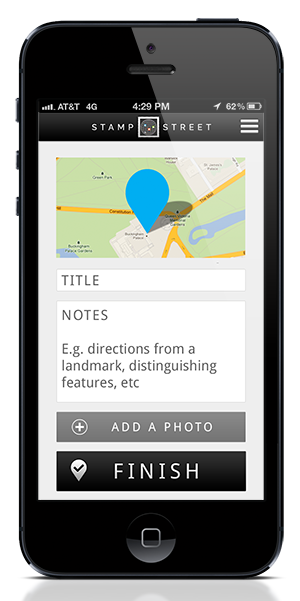 AT&T 4G 4:29 PM 62%
STAMP STREET
Green Park
Constitution
The Mall
Buckingham
Palace
Buckingham
Palace Gardens
TITLE
NOTES
E.g. directions from a
landmark, distinguishing
features, etc
ADD A PHOTO
FINISH